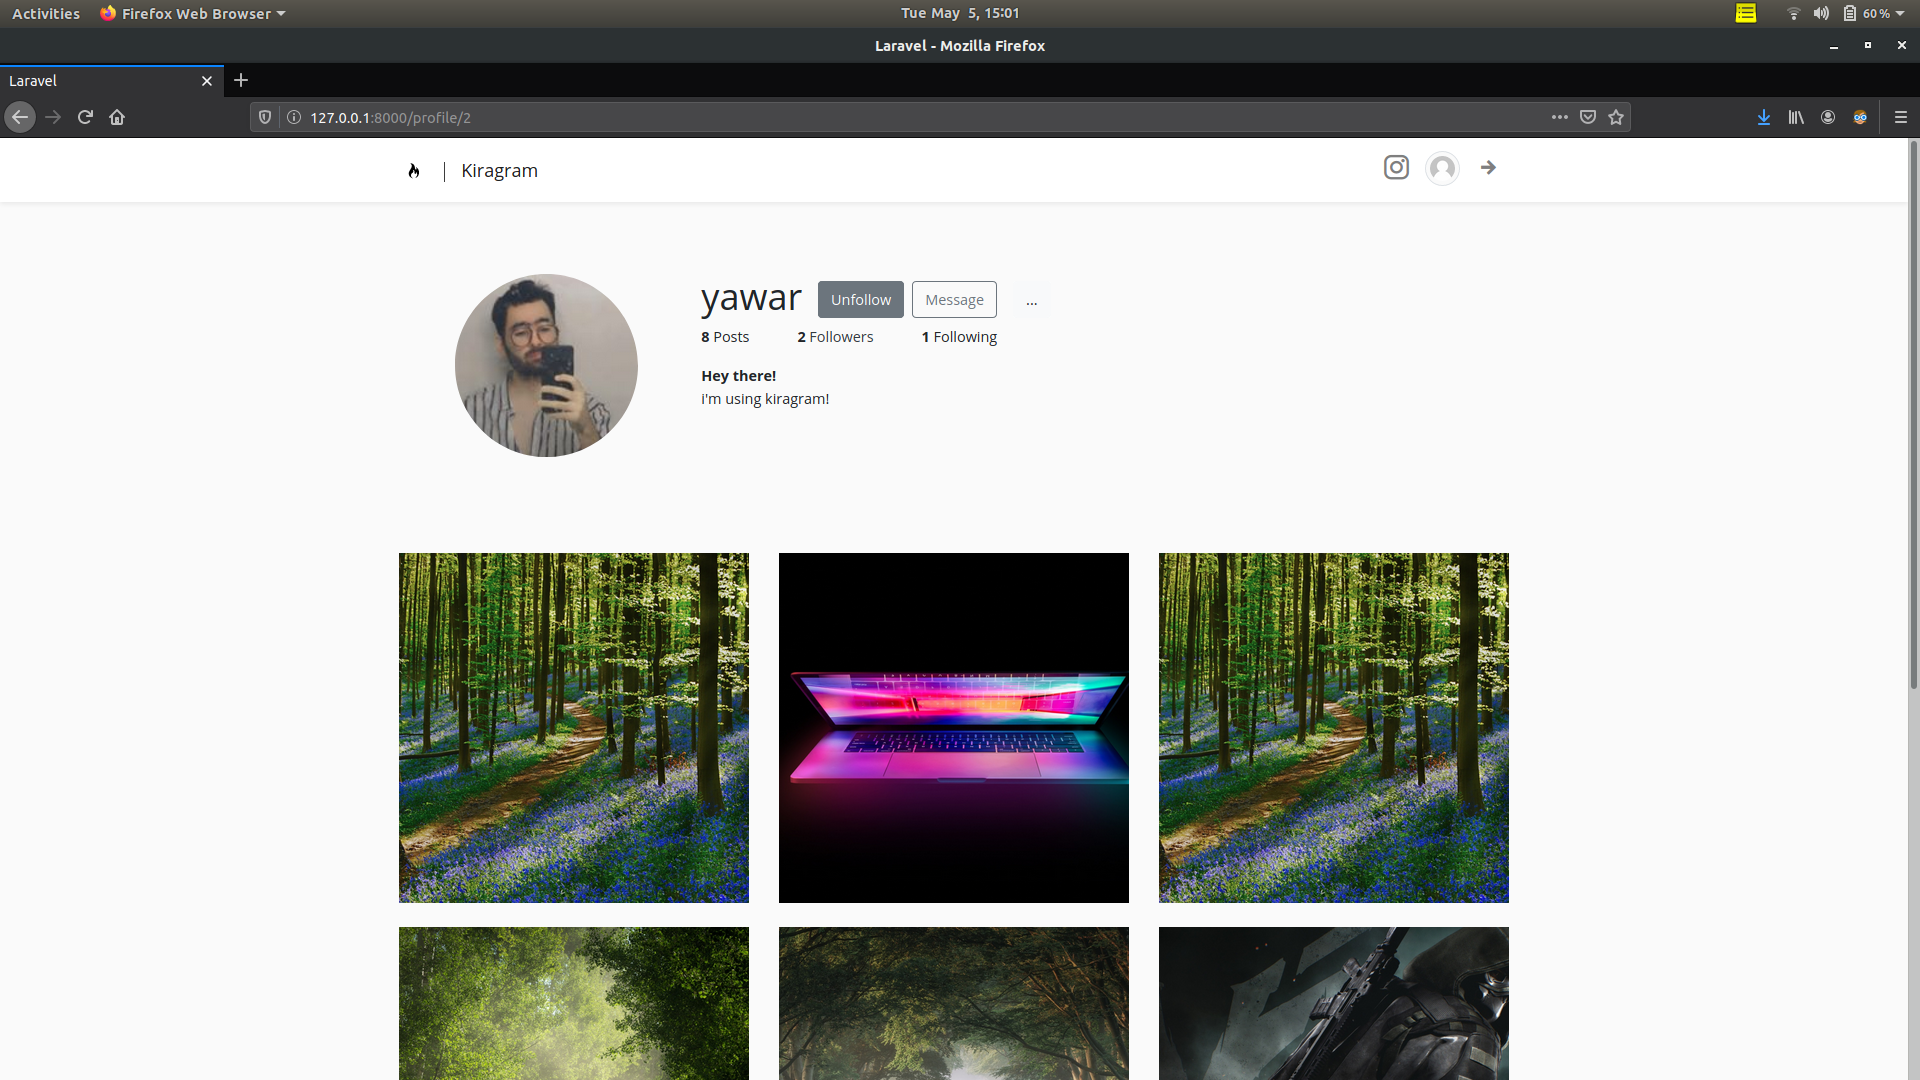 Activities Firefox Web Browser Tue May 5, 15:01 60 %
Laravel - Mozilla Firefox
Laravel
127.0.0.1:8000/profile/2
Kiragram
yawar Unfollow Message ...
8 Posts 2 Followers 1 Following
Hey there!
i'm using kiragram!